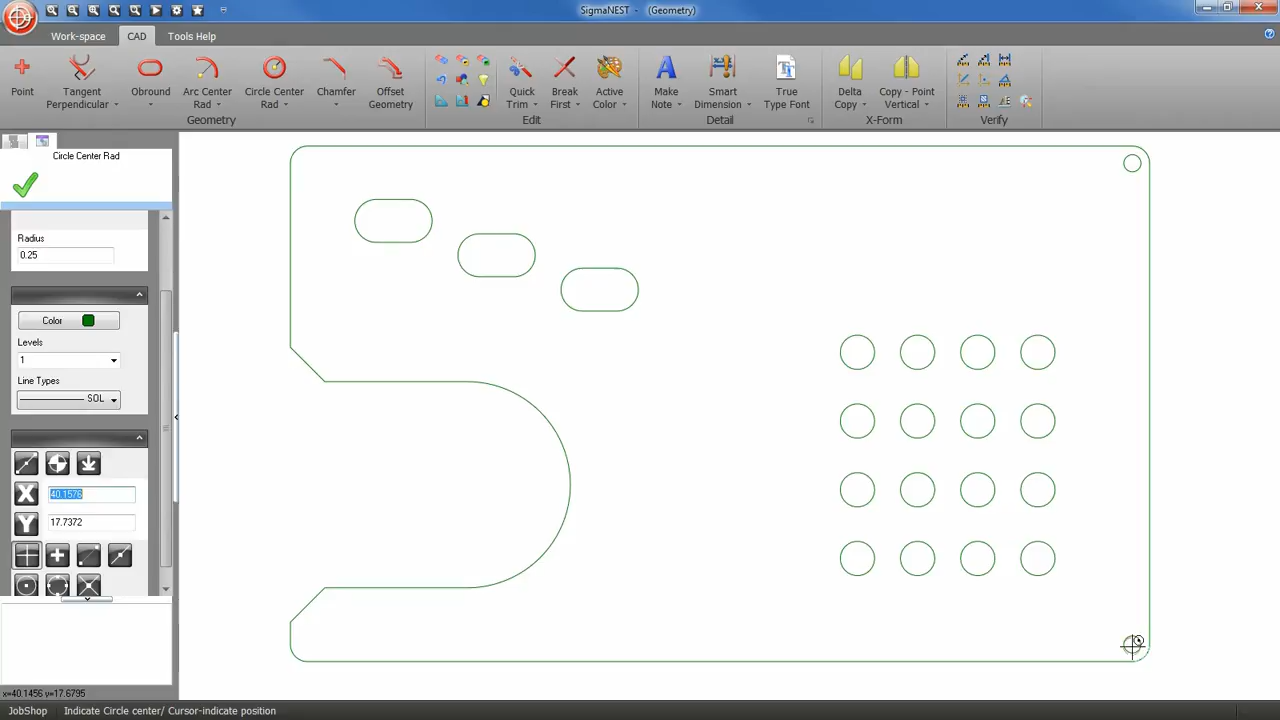 SigmaNEST - (Geometry)
Work-space CAD Tools Help
Point
Tangent
Perpendicular
Obround
Arc Center
Rad
Circle Center
Rad
Chamfer
Offset
Geometry
Quick
Trim
Break
First
Active
Color
Make
Note
Smart
Dimension
True
Type Font
Delta
Copy
Copy - Point
Vertical
Geometry Edit Detail X-Form Verify
Circle Center Rad
Radius
0.25
Color
Levels
1
Line Types
SOL
X 40.1576
Y 17.7372
x=40.1456 y=17.6795
JobShop Indicate Circle center/ Cursor-indicate position